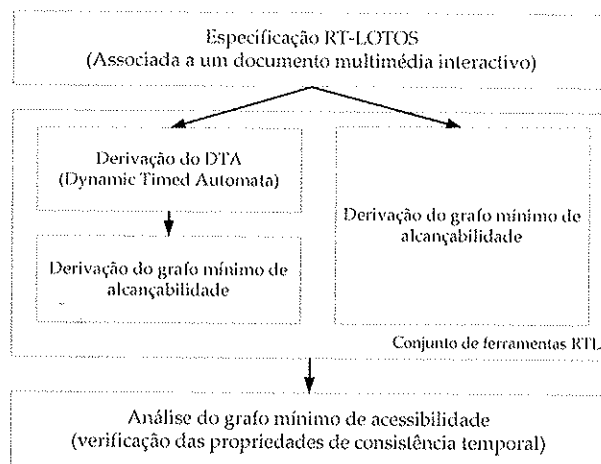 Especificação RT-LOTOS
(Associada a um documento multimédia interactivo)
Derivação do DTA
(Dynamic Timed Automata)
Derivação do grafo mínimo de
alcançabilidade
Derivação do grafo mínimo de
alcançabilidade
Conjunto de ferramentas RTL
Análise do grafo mínimo de acessibilidade
(verificação das propriedades de consistência temporal)